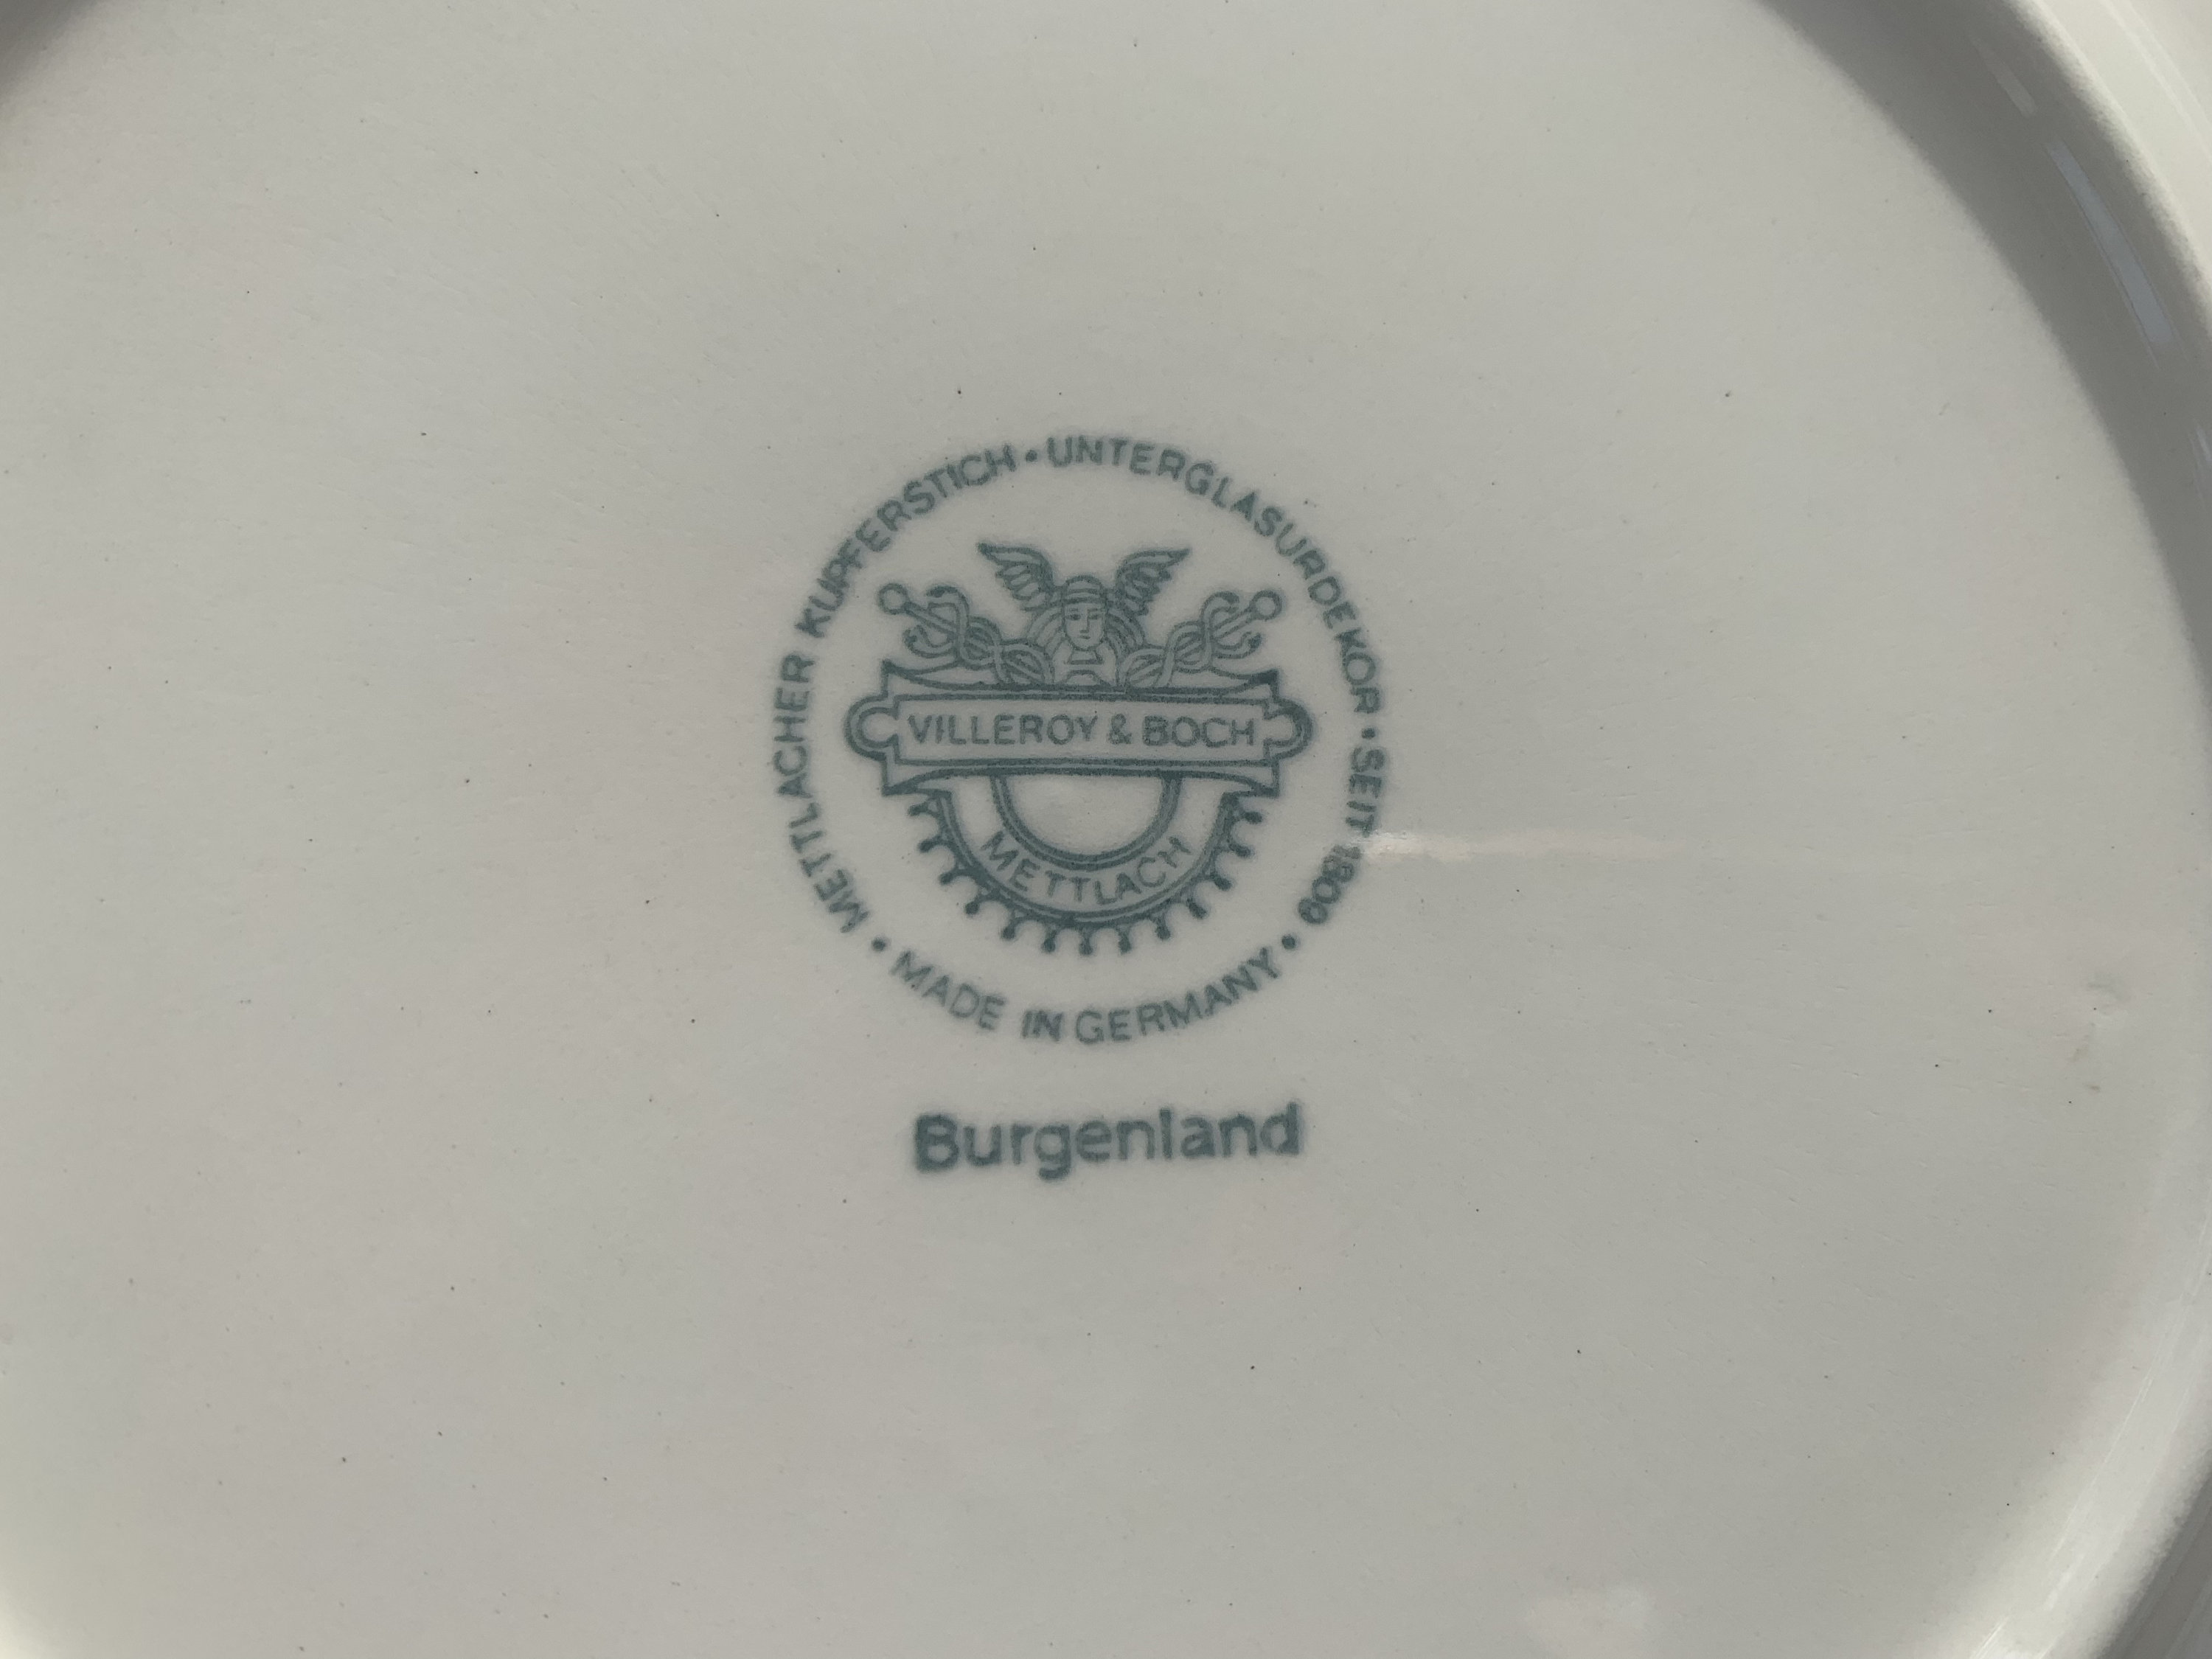 METTLACHER KUPFERSTICH • UNTERGLASURDEKOR • SEIT 1809 •
VILLEROY & BOCH
METTLACH
MADE IN GERMANY •
Burgenland